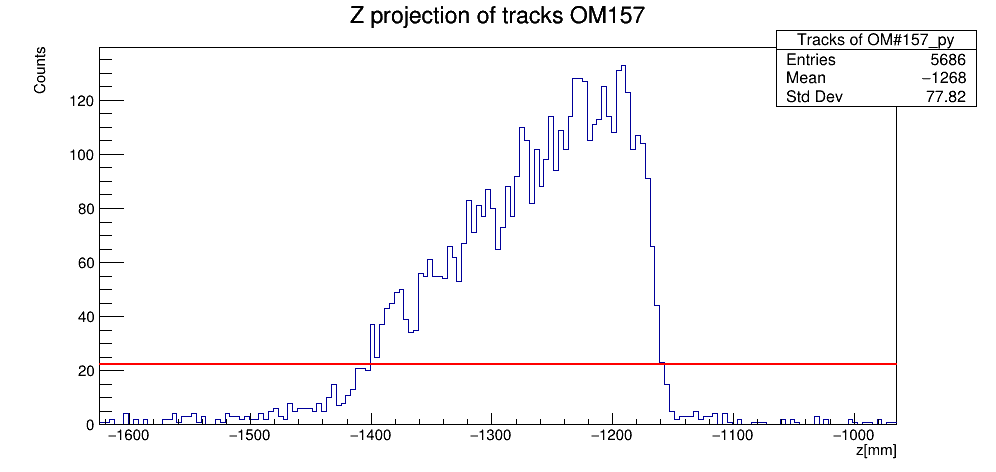 Z projection of tracks OM157
Tracks of OM#157_py
Entries 5686
Mean −1268
Std Dev 77.82
Counts
120
100
80
60
40
20
0
−1600 −1500 −1400 −1300 −1200 −1100 −1000
z[mm]